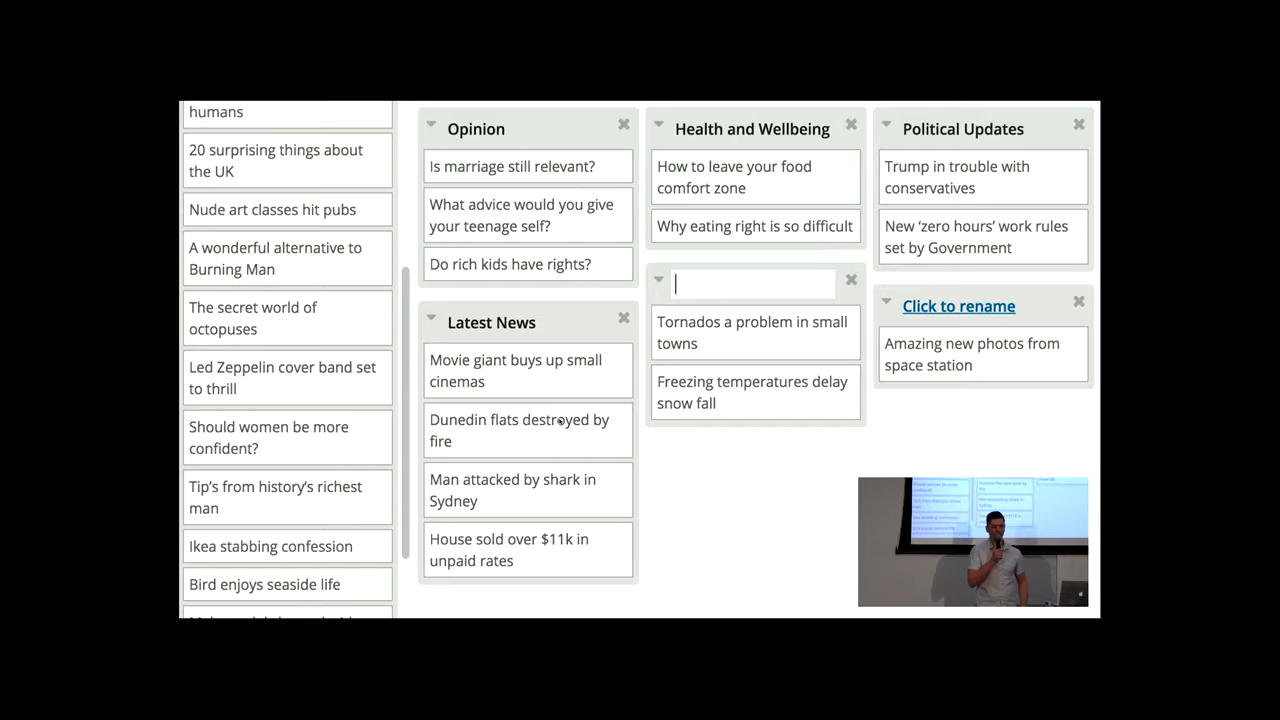 humans
20 surprising things about
the UK
Nude art classes hit pubs
A wonderful alternative to
Burning Man
The secret world of
octopuses
Led Zeppelin cover band set
to thrill
Should women be more
confident?
Tip’s from history’s richest
man
Ikea stabbing confession
Bird enjoys seaside life
Opinion
Is marriage still relevant?
What advice would you give
your teenage self?
Do rich kids have rights?
Latest News
Movie giant buys up small
cinemas
Dunedin flats destroyed by
fire
Man attacked by shark in
Sydney
House sold over $11k in
unpaid rates
Health and Wellbeing
How to leave your food
comfort zone
Why eating right is so difficult
Tornados a problem in small
towns
Freezing temperatures delay
snow fall
Political Updates
Trump in trouble with
conservatives
New ‘zero hours’ work rules
set by Government
Click to rename
Amazing new photos from
space station